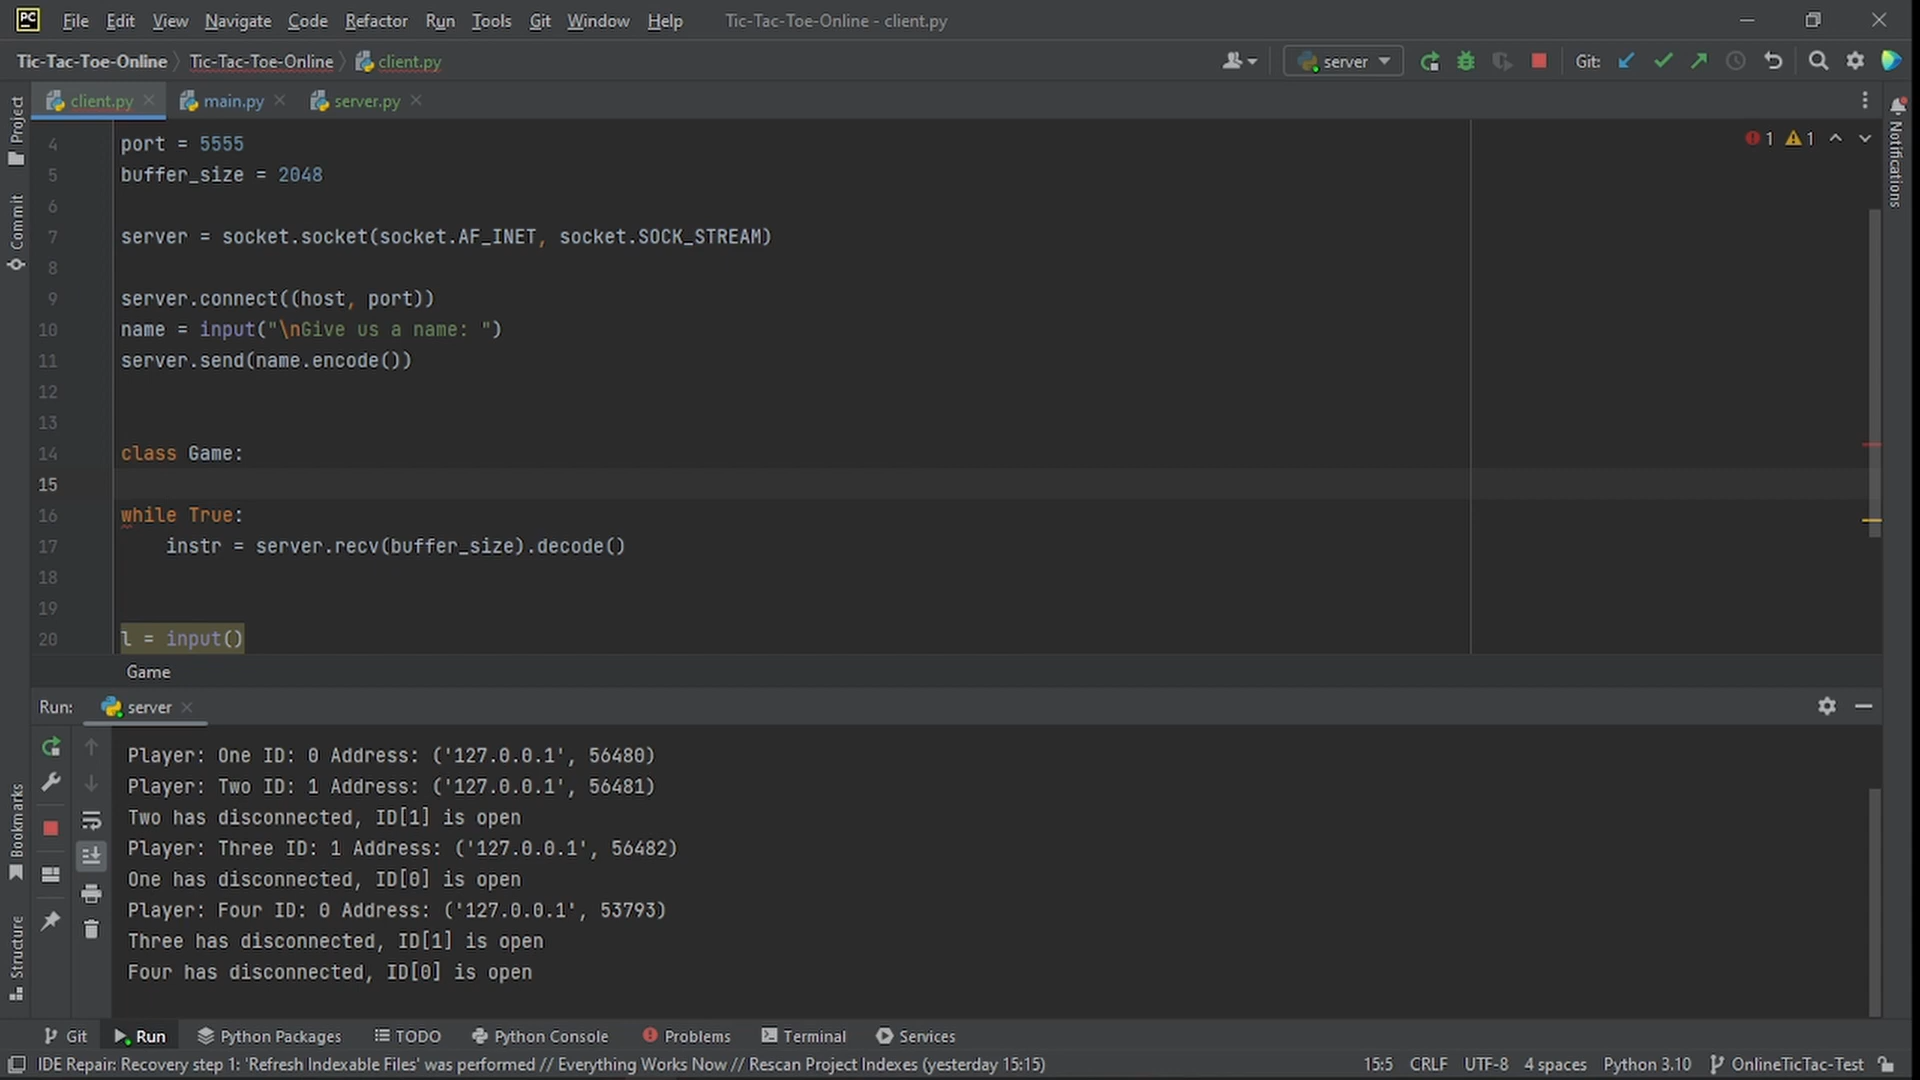 PC File Edit View Navigate Code Refactor Run Tools Git Window Help Tic-Tac-Toe-Online - client.py
Tic-Tac-Toe-Online Tic-Tac-Toe-Online client.py server Git:
client.py main.py server.py
Project
Commit
Bookmarks
Structure
Notifications
1 1
4 port = 5555
5 buffer_size = 2048
6
7 server = socket.socket(socket.AF_INET, socket.SOCK_STREAM)
8
9 server.connect((host, port))
10 name = input("\nGive us a name: ")
11 server.send(name.encode())
12
13
14 class Game:
15
16 while True:
17 instr = server.recv(buffer_size).decode()
18
19
20 l = input()
Game
Run: server
Player: One ID: 0 Address: ('127.0.0.1', 56480)
Player: Two ID: 1 Address: ('127.0.0.1', 56481)
Two has disconnected, ID[1] is open
Player: Three ID: 1 Address: ('127.0.0.1', 56482)
One has disconnected, ID[0] is open
Player: Four ID: 0 Address: ('127.0.0.1', 53793)
Three has disconnected, ID[1] is open
Four has disconnected, ID[0] is open
Git Run Python Packages TODO Python Console Problems Terminal Services
IDE Repair: Recovery step 1: 'Refresh Indexable Files' was performed // Everything Works Now // Rescan Project Indexes (yesterday 15:15) 15:5 CRLF UTF-8 4 spaces Python 3.10 OnlineTicTac-Test